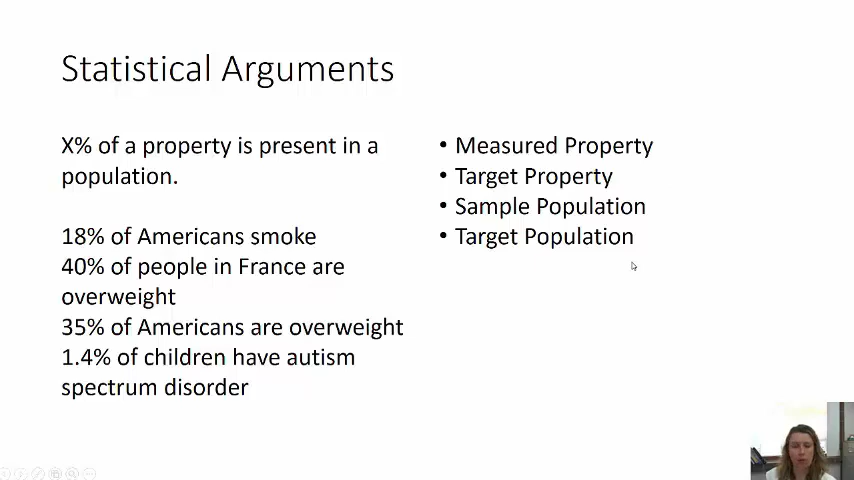 Statistical Arguments
X% of a property is present in a
population.
18% of Americans smoke
40% of people in France are
overweight
35% of Americans are overweight
1.4% of children have autism
spectrum disorder
• Measured Property
• Target Property
• Sample Population
• Target Population